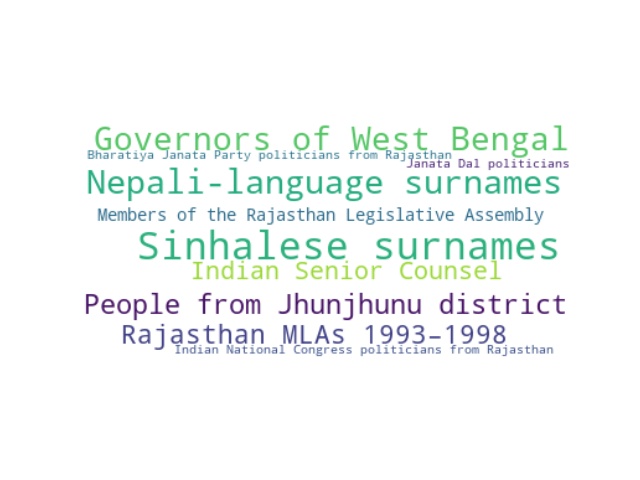 Governors of West Bengal
Bharatiya Janata Party politicians from Rajasthan
Janata Dal politicians
Nepali-language surnames
Members of the Rajasthan Legislative Assembly
Sinhalese surnames
Indian Senior Counsel
People from Jhunjhunu district
Rajasthan MLAs 1993–1998
Indian National Congress politicians from Rajasthan